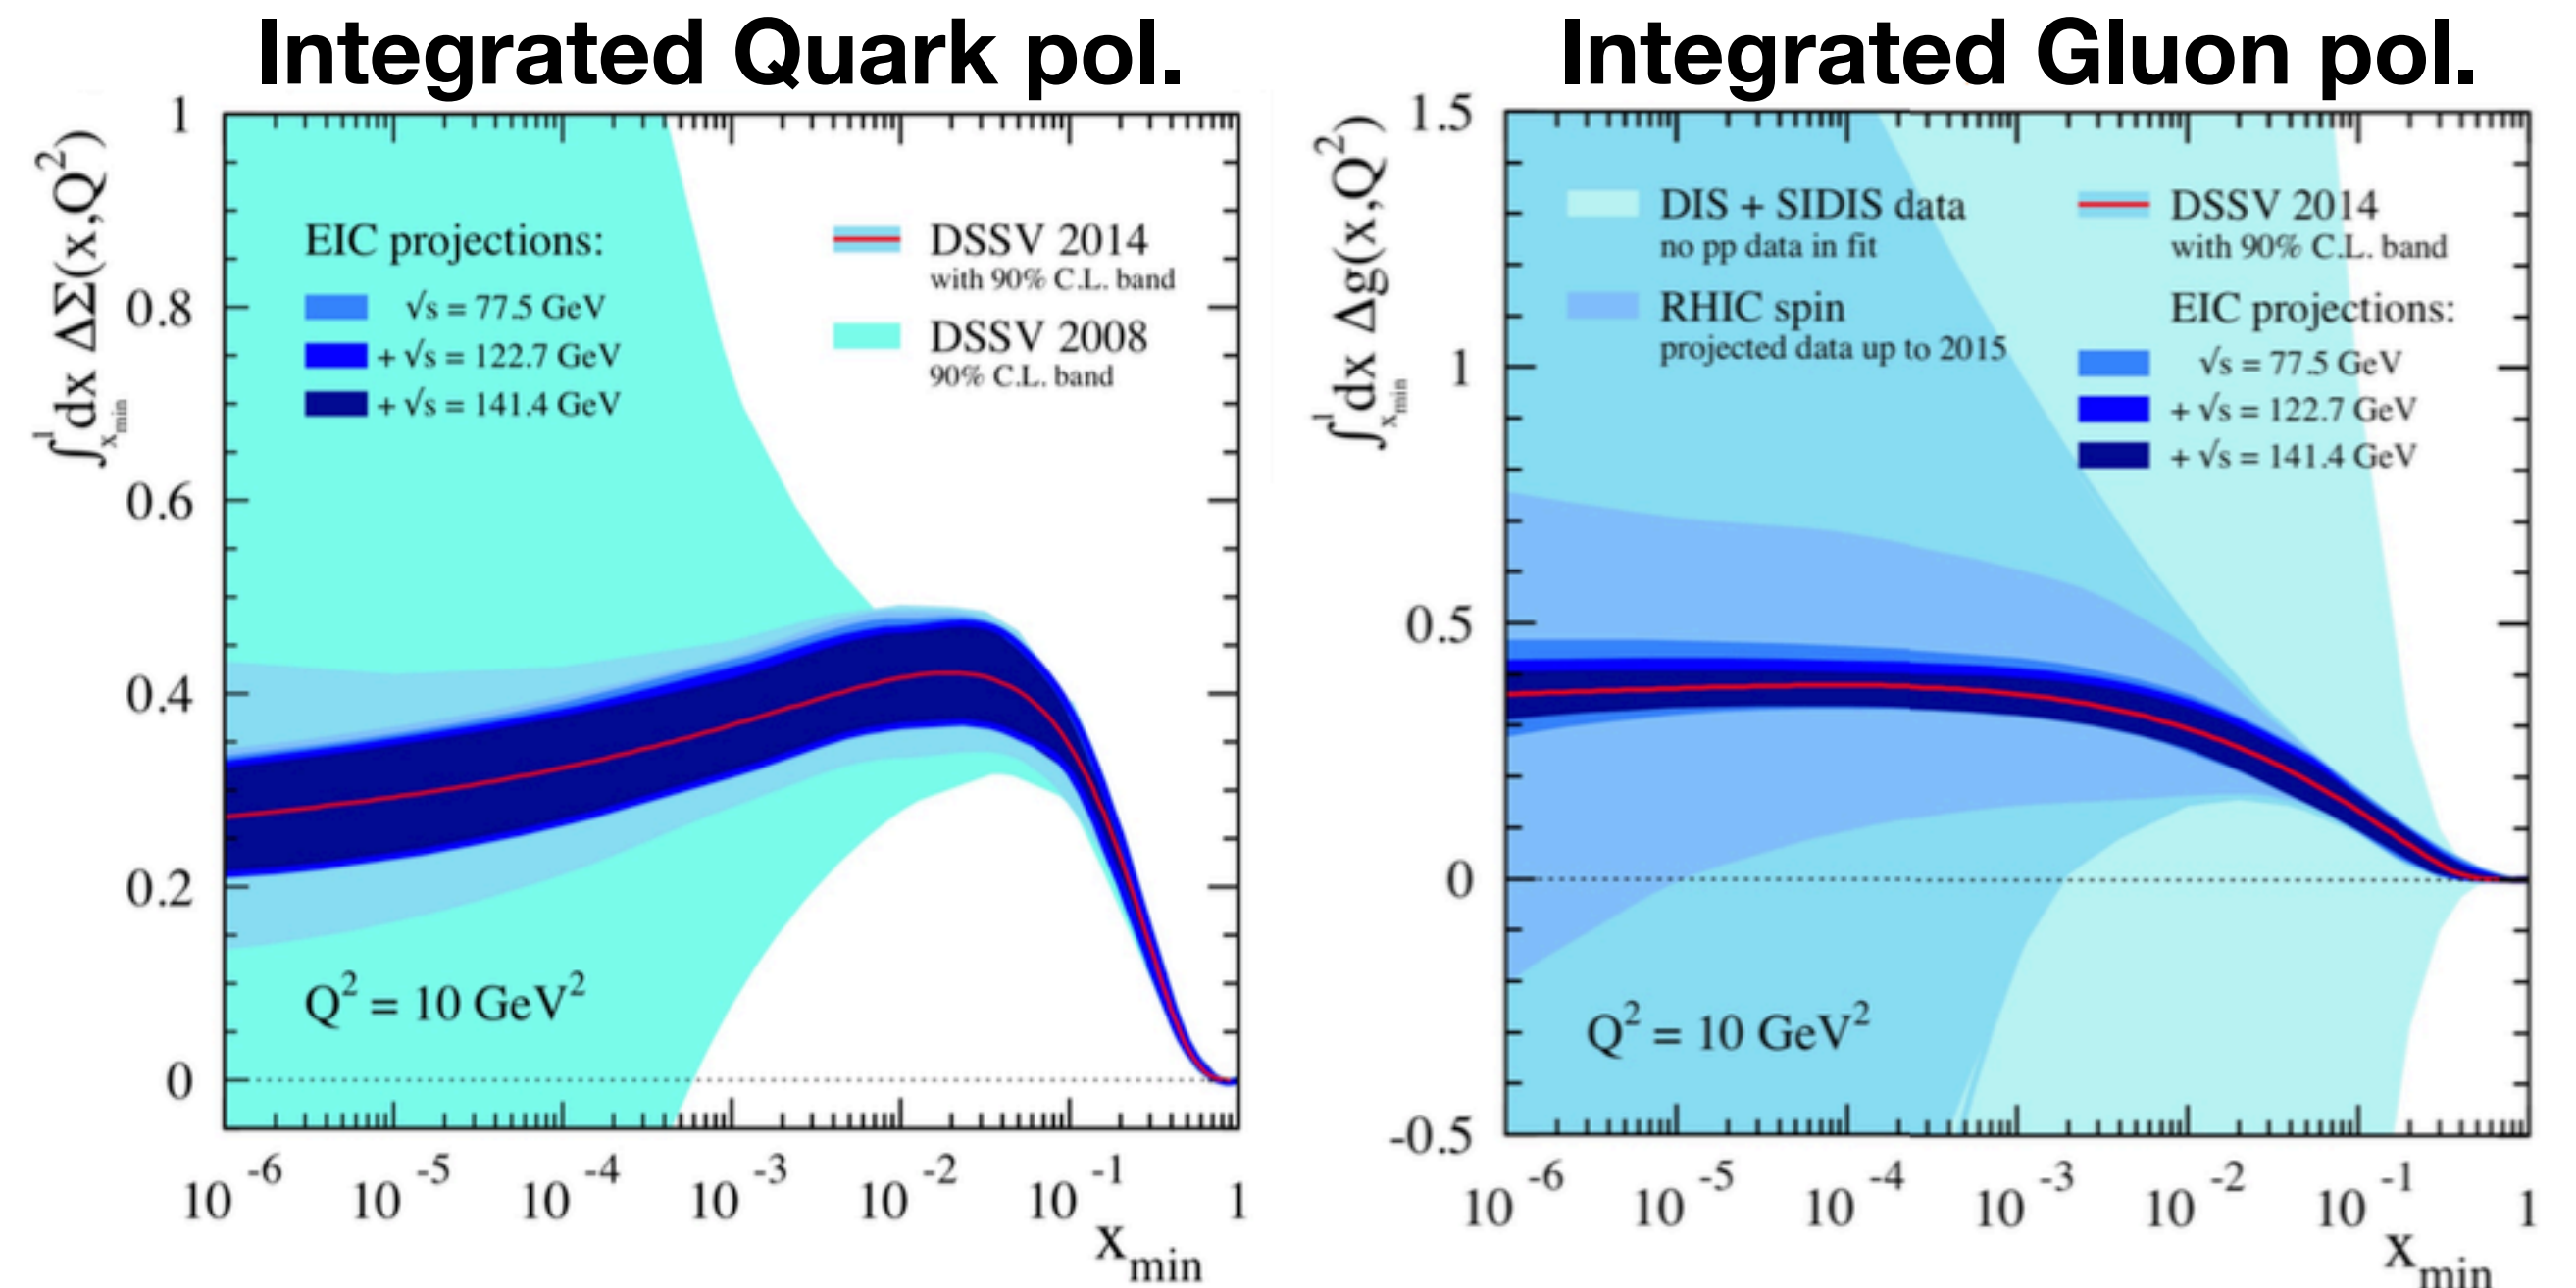 Integrated Quark pol.
∫¹ₓₘᵢₙ dx ΔΣ(x,Q²)
1
0.8
0.6
0.4
0.2
0
EIC projections:
√s = 77.5 GeV
+ √s = 122.7 GeV
+ √s = 141.4 GeV
DSSV 2014
with 90% C.L. band
DSSV 2008
90% C.L. band
Q² = 10 GeV²
10⁻⁶ 10⁻⁵ 10⁻⁴ 10⁻³ 10⁻² 10⁻¹ 1
xₘᵢₙ
Integrated Gluon pol.
∫¹ₓₘᵢₙ dx Δg(x,Q²)
1.5
1
0.5
0
-0.5
DIS + SIDIS data
no pp data in fit
RHIC spin
projected data up to 2015
DSSV 2014
with 90% C.L. band
EIC projections:
√s = 77.5 GeV
+ √s = 122.7 GeV
+ √s = 141.4 GeV
Q² = 10 GeV²
10⁻⁶ 10⁻⁵ 10⁻⁴ 10⁻³ 10⁻² 10⁻¹ 1
xₘᵢₙ